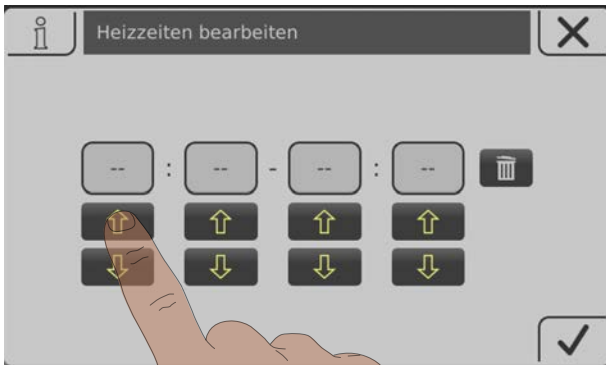 Heizzeiten bearbeiten
-- : -- - -- : --